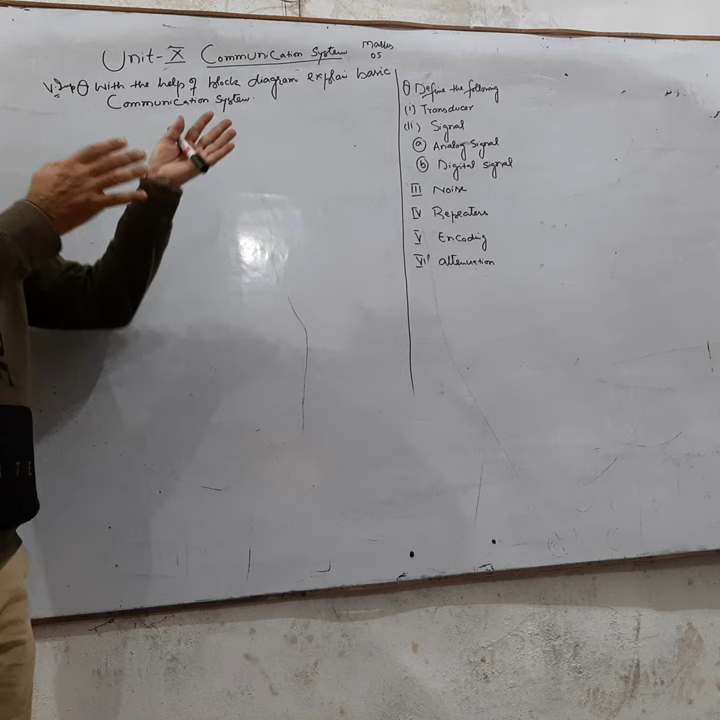 Unit-X Communication System Marks
05
Q With the help of block diagram explain basic
Communication System.
Q Define the following
(i) Transducer
(ii) Signal
(a) Analog Signal
(b) Digital Signal
III Noise
IV Repeaters
V Encoding
VI attenuation